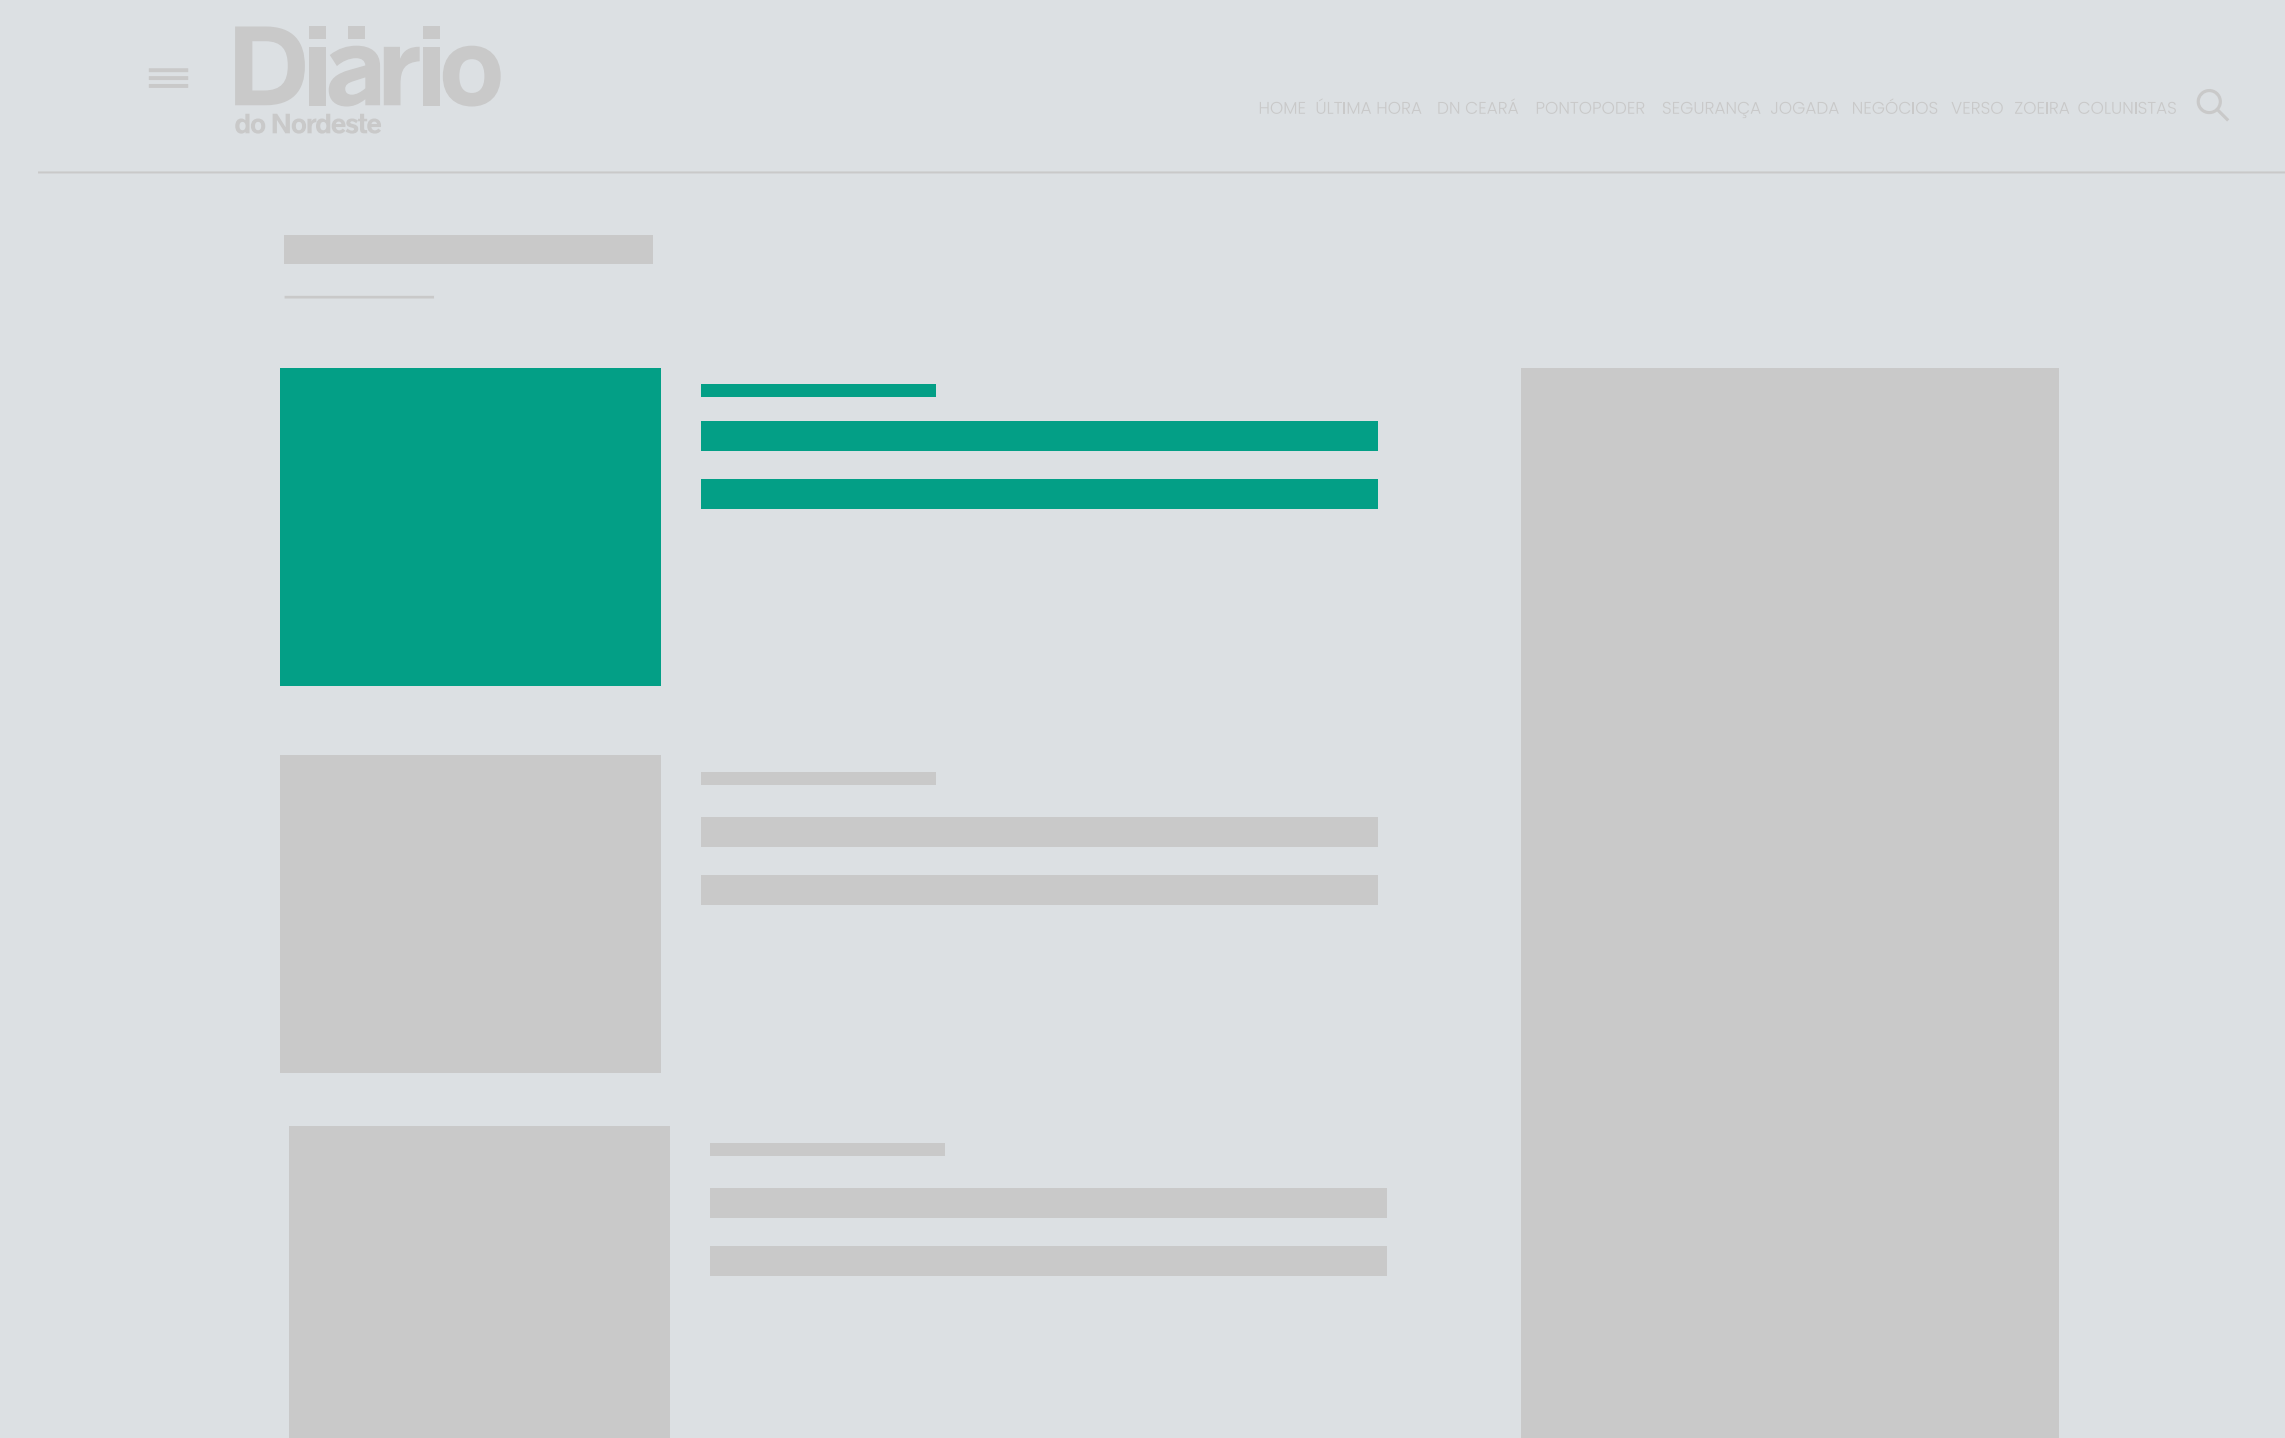 Diário
do Nordeste
HOME ÚLTIMA HORA DN CEARÁ PONTOPODER SEGURANÇA JOGADA NEGÓCIOS VERSO ZOEIRA COLUNISTAS